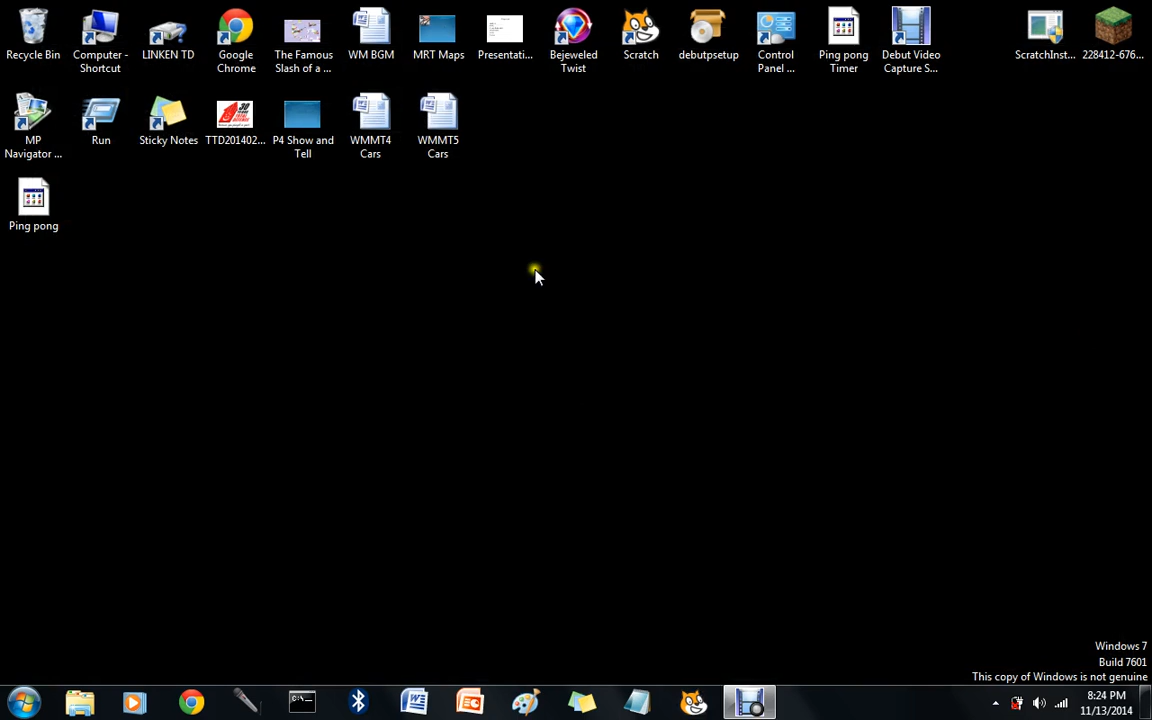 Recycle Bin
Computer - Shortcut
LINKEN TD
Google Chrome
The Famous Slash of a ...
WM BGM
MRT Maps
Presentati...
Bejeweled Twist
Scratch
debutpsetup
Control Panel ...
Ping pong Timer
Debut Video Capture S...
ScratchInst...
228412-676...
MP Navigator ...
Run
Sticky Notes
TTD201402...
P4 Show and Tell
WMMT4 Cars
WMMT5 Cars
Ping pong
Windows 7
Build 7601
This copy of Windows is not genuine
8:24 PM
11/13/2014